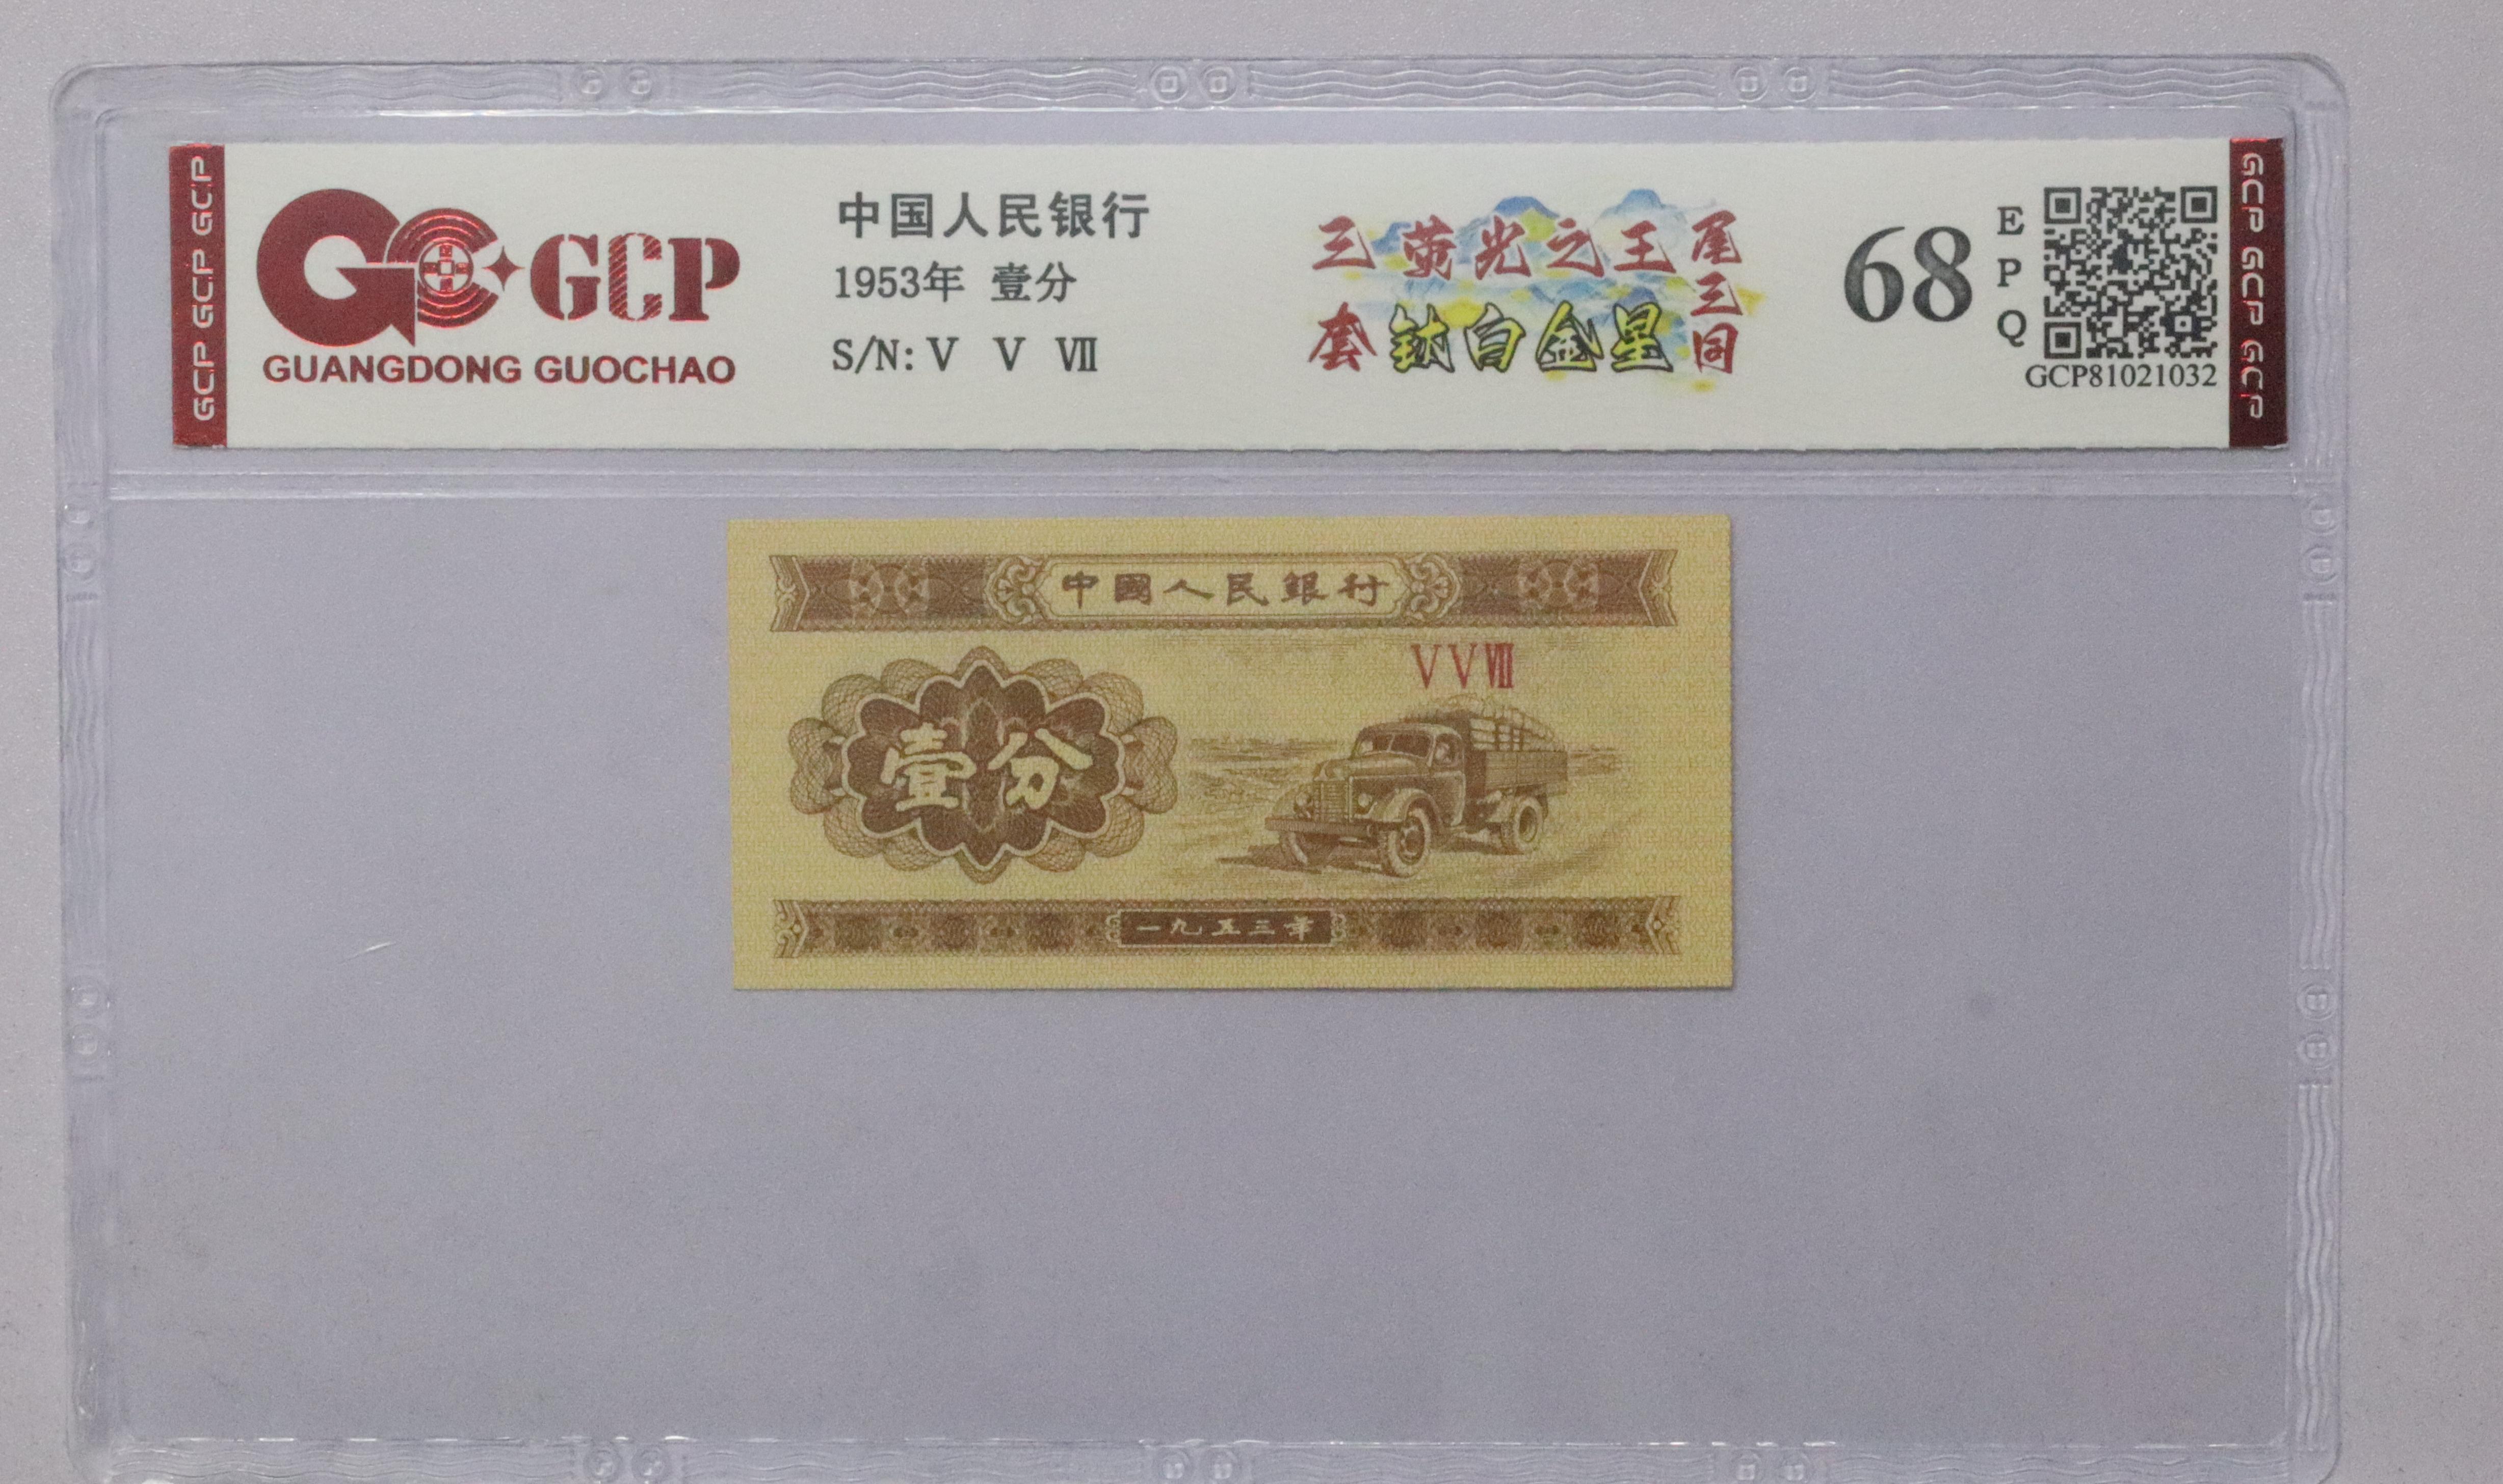 GCP GCP GCP
GCP
GUANGDONG GUOCHAO
中国人民银行
1953年 壹分
S/N: V V Ⅶ
三荧光之王
套钛白金星
尾三同
68
EPQ
GCP81021032
GCP GCP GCP
中國人民銀行
V V Ⅶ
壹分
一九五三年